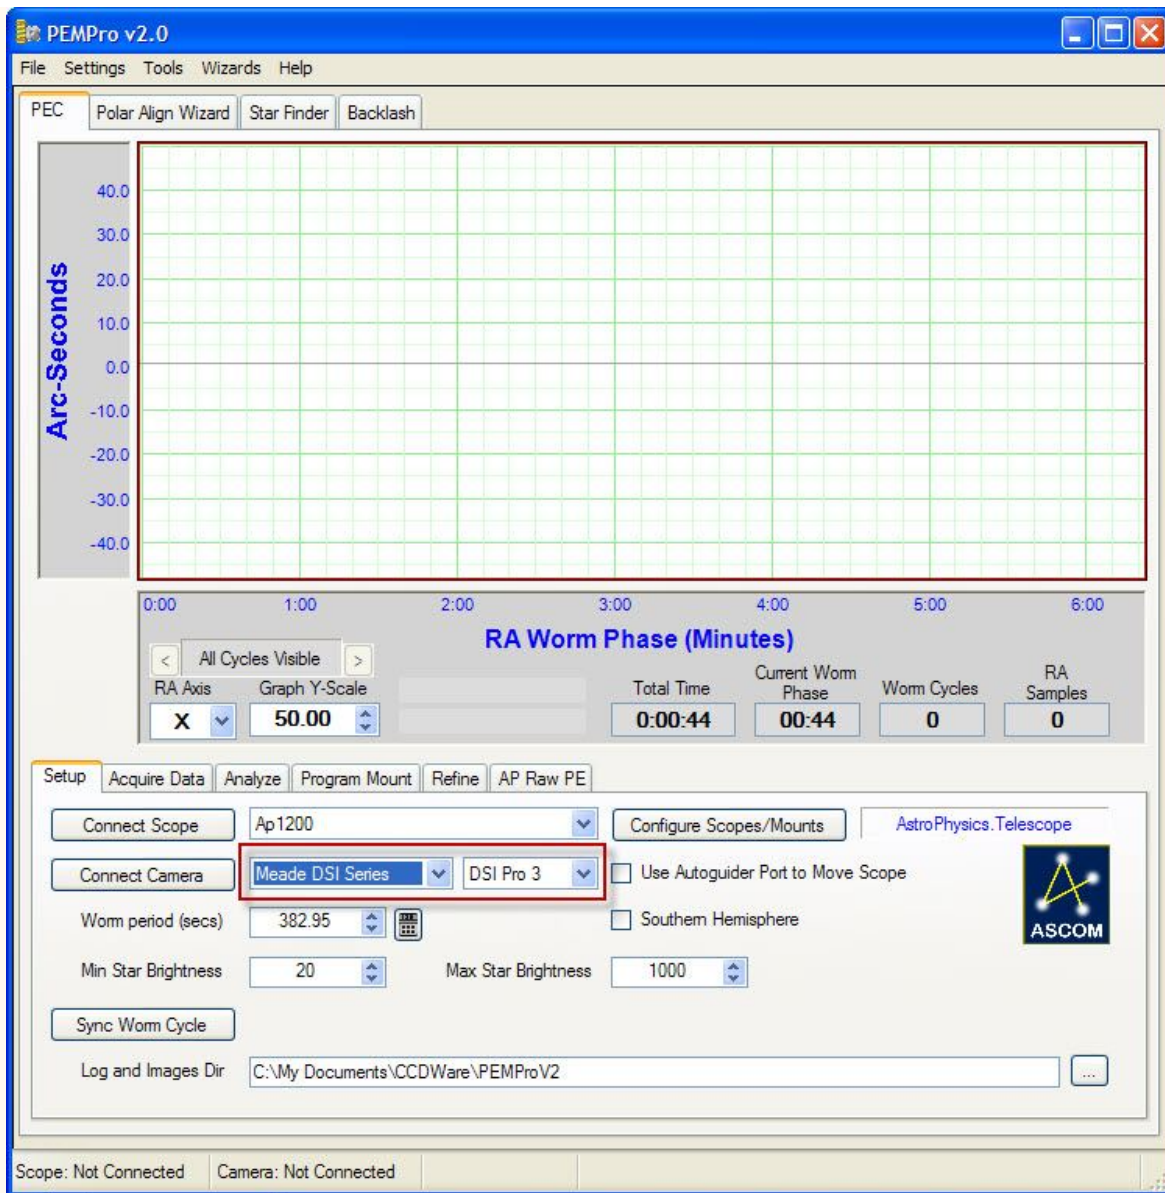 PEMPro v2.0
File Settings Tools Wizards Help
PEC Polar Align Wizard Star Finder Backlash
Arc-Seconds
40.0
30.0
20.0
10.0
0.0
-10.0
-20.0
-30.0
-40.0
0:00 1:00 2:00 3:00 4:00 5:00 6:00
RA Worm Phase (Minutes)
< All Cycles Visible >
RA Axis Graph Y-Scale Total Time Current Worm Phase Worm Cycles RA Samples
X 50.00 0:00:44 00:44 0 0
Setup Acquire Data Analyze Program Mount Refine AP Raw PE
Connect Scope Ap1200 Configure Scopes/Mounts AstroPhysics.Telescope
Connect Camera Meade DSI Series DSI Pro 3 Use Autoguider Port to Move Scope
Worm period (secs) 382.95 Southern Hemisphere
ASCOM
Min Star Brightness 20 Max Star Brightness 1000
Sync Worm Cycle
Log and Images Dir C:\My Documents\CCDWare\PEMProV2 ...
Scope: Not Connected Camera: Not Connected